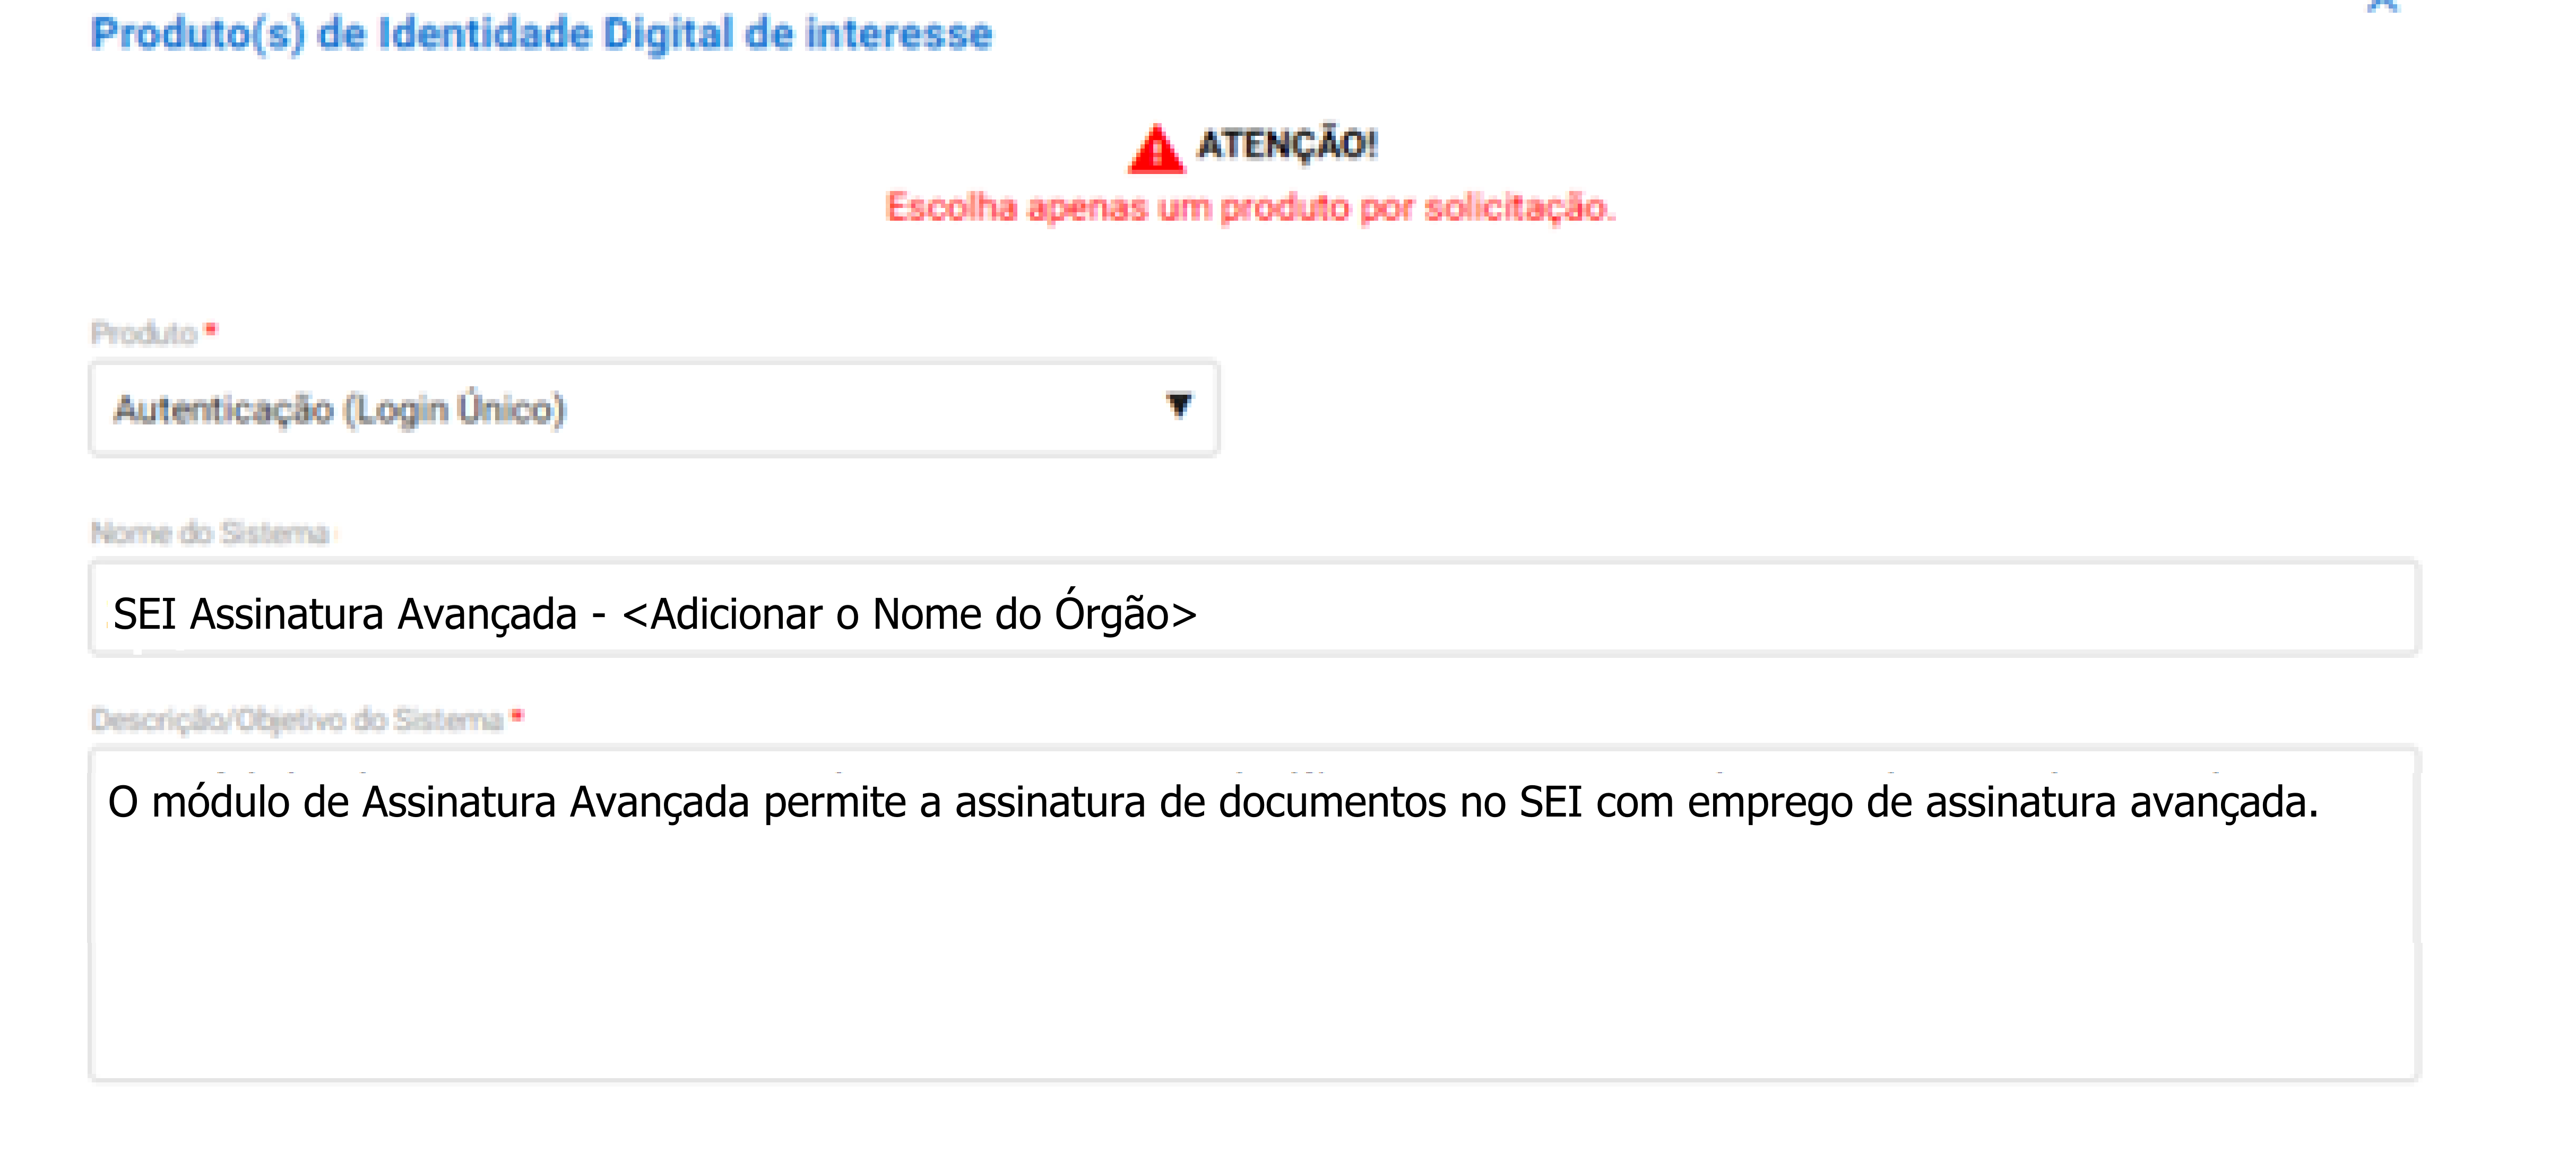 Produto(s) de Identidade Digital de interesse
ATENÇÃO!
Escolha apenas um produto por solicitação.
Produto *
Autenticação (Login Único)
Nome do Sistema
SEI Assinatura Avançada - <Adicionar o Nome do Órgão>
Descrição/Objetivo do Sistema *
O módulo de Assinatura Avançada permite a assinatura de documentos no SEI com emprego de assinatura avançada.